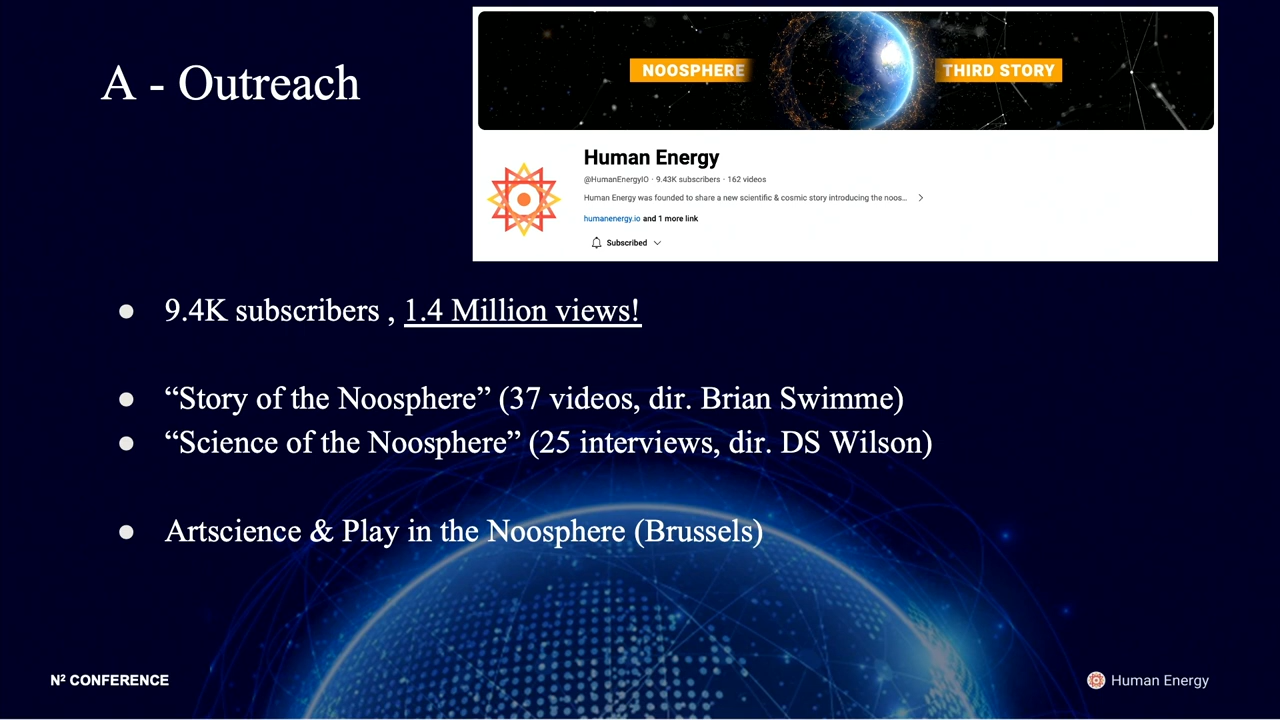 A - Outreach
NOOSPHERE
THIRD STORY
Human Energy
@HumanEnergyIO · 9.43K subscribers · 162 videos
Human Energy was founded to share a new scientific & cosmic story introducing the noos...
humanenergy.io and 1 more link
Subscribed
● 9.4K subscribers , 1.4 Million views!
● “Story of the Noosphere” (37 videos, dir. Brian Swimme)
● “Science of the Noosphere” (25 interviews, dir. DS Wilson)
● Artscience & Play in the Noosphere (Brussels)
N² CONFERENCE
Human Energy